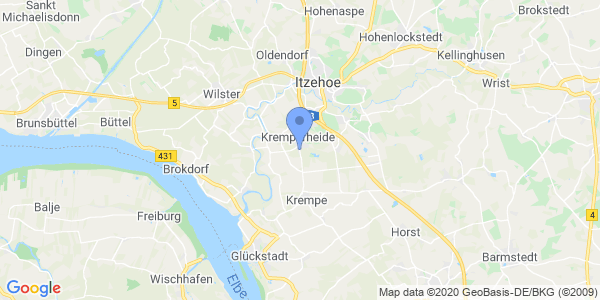 Sankt
Michaelisdonn
Hohenaspe
Brokstedt
Hohenlockstedt
Dingen
Oldendorf
Kellinghusen
Itzehoe
Wrist
Wilster
5
Brunsbüttel
Büttel
Kremperheide
431
Brokdorf
Krempe
Balje
Freiburg
4
Horst
Glückstadt
Barmstedt
Wischhafen
Elbe
Google
Map data ©2020 GeoBasis-DE/BKG (©2009)